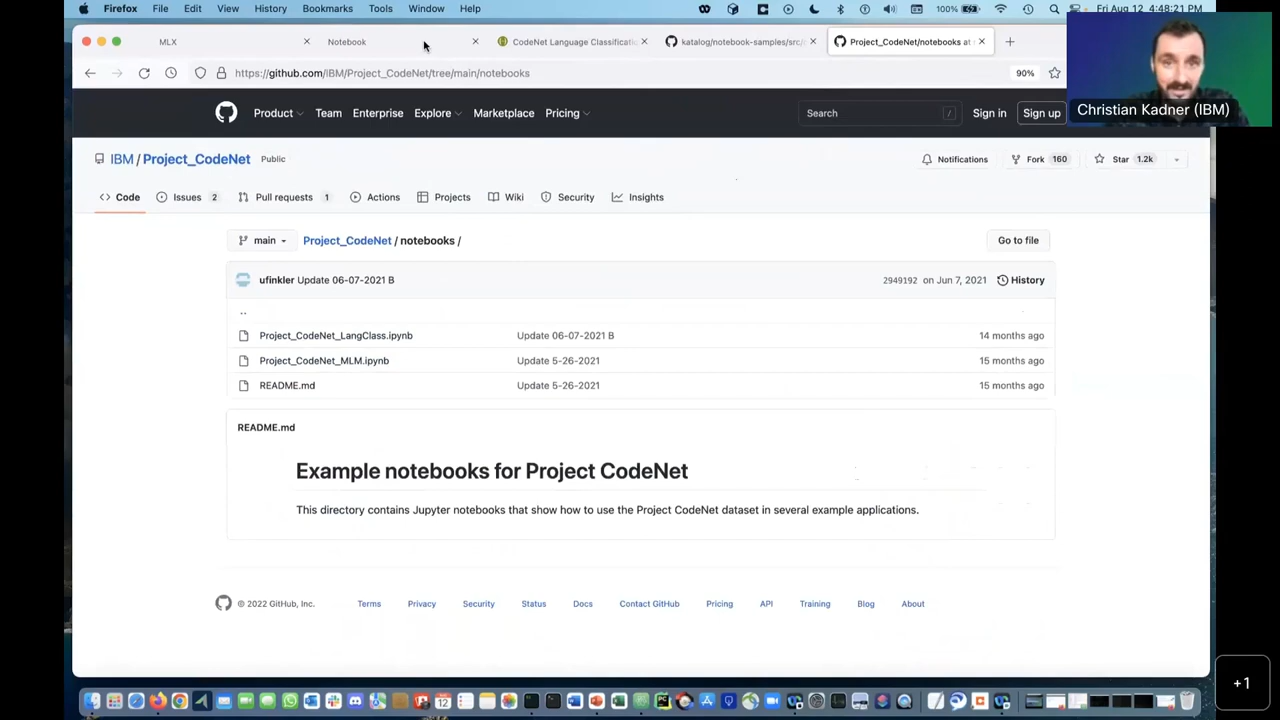 Firefox File Edit View History Bookmarks Tools Window Help 100% Fri Aug 12 4:48:21 PM
MLX
Notebook
CodeNet Language Classificatio
katalog/notebook-samples/src/
Project_CodeNet/notebooks at
https://github.com/IBM/Project_CodeNet/tree/main/notebooks
90%
Christian Kadner (IBM)
Product Team Enterprise Explore Marketplace Pricing
Search /
Sign in
Sign up
IBM / Project_CodeNet Public
Notifications
Fork 160
Star 1.2k
Code Issues 2 Pull requests 1 Actions Projects Wiki Security Insights
main Project_CodeNet / notebooks /
Go to file
ufinkler Update 06-07-2021 B 2949192 on Jun 7, 2021 History
..
Project_CodeNet_LangClass.ipynb Update 06-07-2021 B 14 months ago
Project_CodeNet_MLM.ipynb Update 5-26-2021 15 months ago
README.md Update 5-26-2021 15 months ago
README.md
Example notebooks for Project CodeNet
This directory contains Jupyter notebooks that show how to use the Project CodeNet dataset in several example applications.
© 2022 GitHub, Inc. Terms Privacy Security Status Docs Contact GitHub Pricing API Training Blog About
12
+1